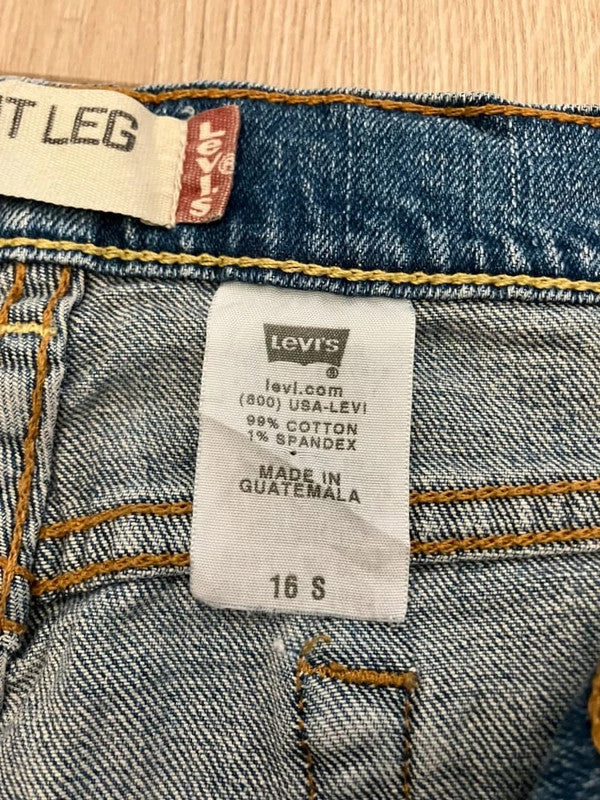 LEG
Levi's
®
LEVI'S
®
levi.com
(800) USA-LEVI
99% COTTON
1% SPANDEX
MADE IN
GUATEMALA
16 S